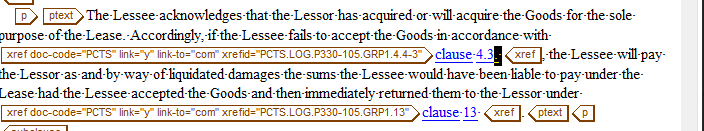 p ptext The Lessee acknowledges that the Lessor has acquired or will acquire the Goods for the sole
purpose of the Lease. Accordingly, if the Lessee fails to accept the Goods in accordance with
xref doc-code="PCTS" link="y" link-to="com" xrefid="PCTS.LOG.P330-105.GRP1.4.4-3" clause 4.3 xref, the Lessee will pay
the Lessor as and by way of liquidated damages the sums the Lessee would have been liable to pay under the
Lease had the Lessee accepted the Goods and then immediately returned them to the Lessor under
xref doc-code="PCTS" link="y" link-to="com" xrefid="PCTS.LOG.P330-105.GRP1.13" clause 13 xref . ptext p